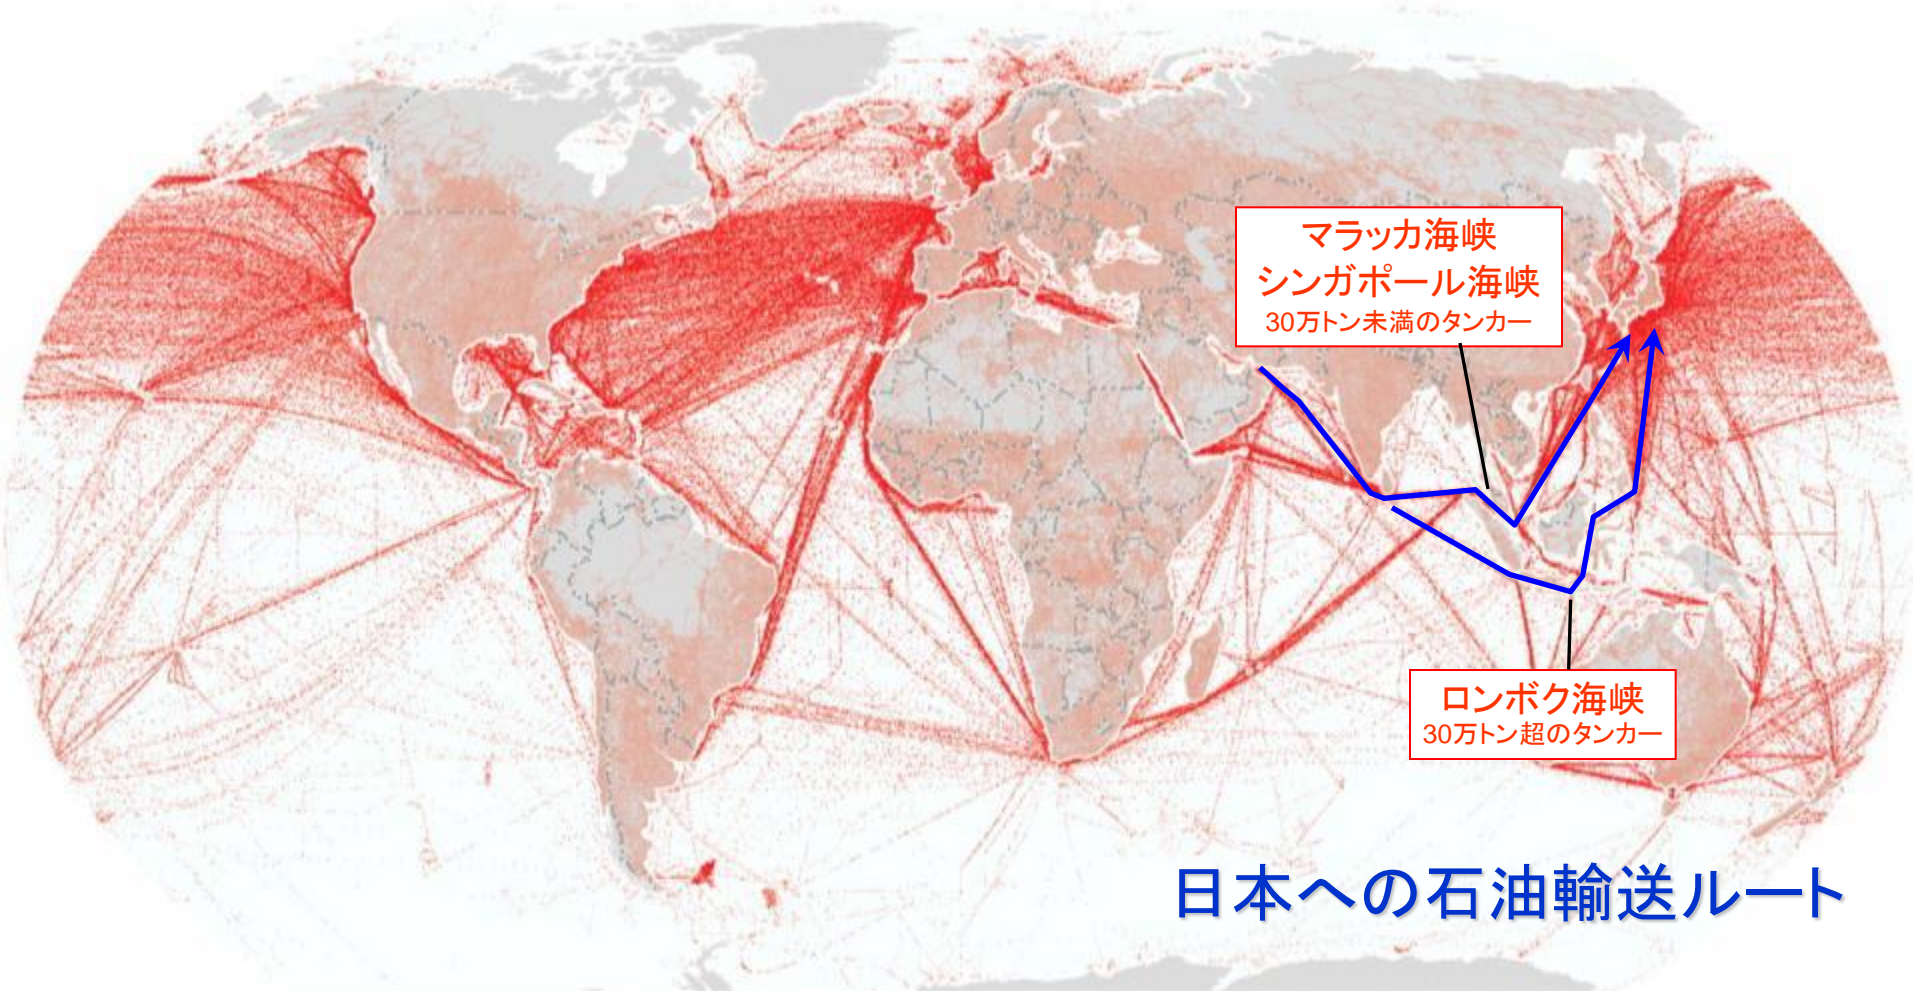 マラッカ海峡
シンガポール海峡
30万トン未満のタンカー
ロンボク海峡
30万トン超のタンカー
日本への石油輸送ルート